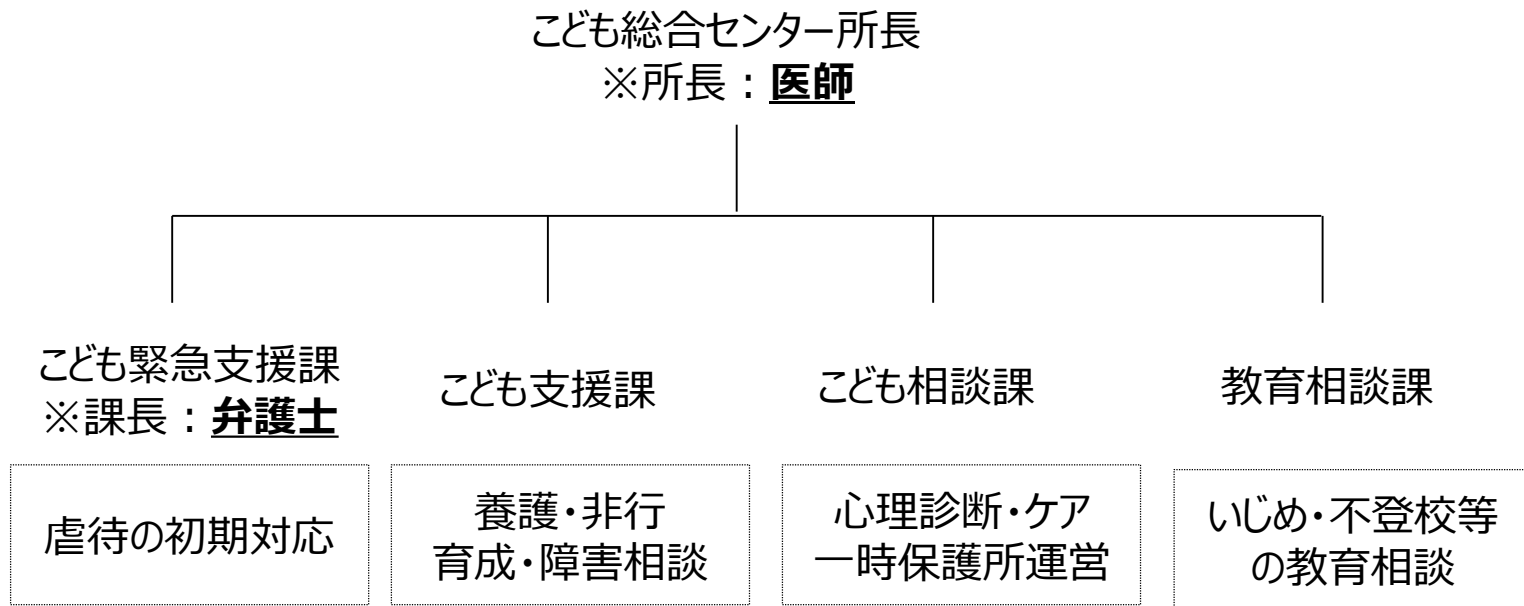 こども総合センター所長
※所長：医師
こども緊急支援課
※課長：弁護士
こども支援課
こども相談課
教育相談課
虐待の初期対応
養護・非行
育成・障害相談
心理診断・ケア
一時保護所運営
いじめ・不登校等
の教育相談